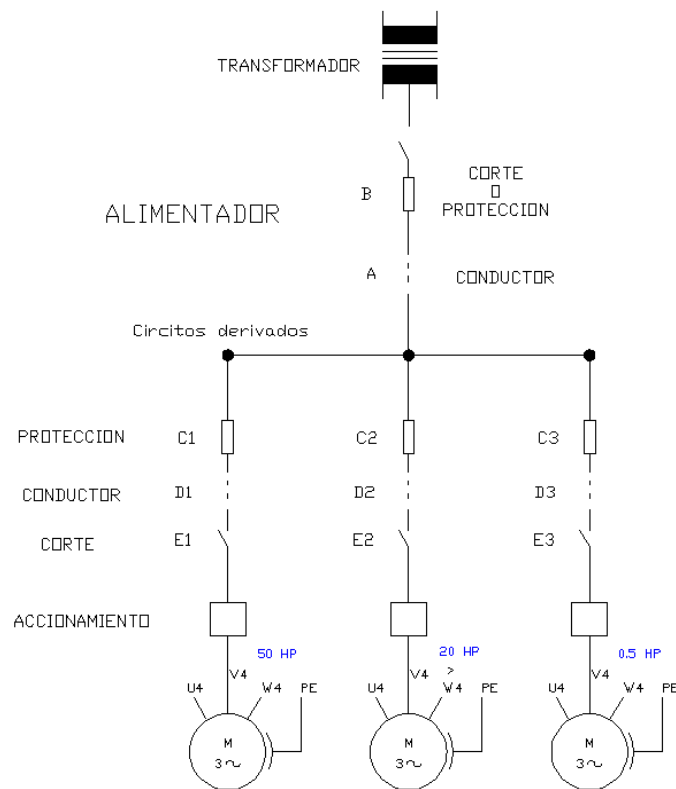 TRANSFORMADOR
B
CORTE
O
PROTECCION
ALIMENTADOR
A
CONDUCTOR
Circitos derivados
PROTECCION C1 C2 C3
CONDUCTOR D1 D2 D3
CORTE E1 E2 E3
ACCIONAMIENTO
50 HP 20 HP 0.5 HP
>
U4 V4 W4 PE U4 V4 W4 PE U4 V4 W4 PE
M M M
3~ 3~ 3~